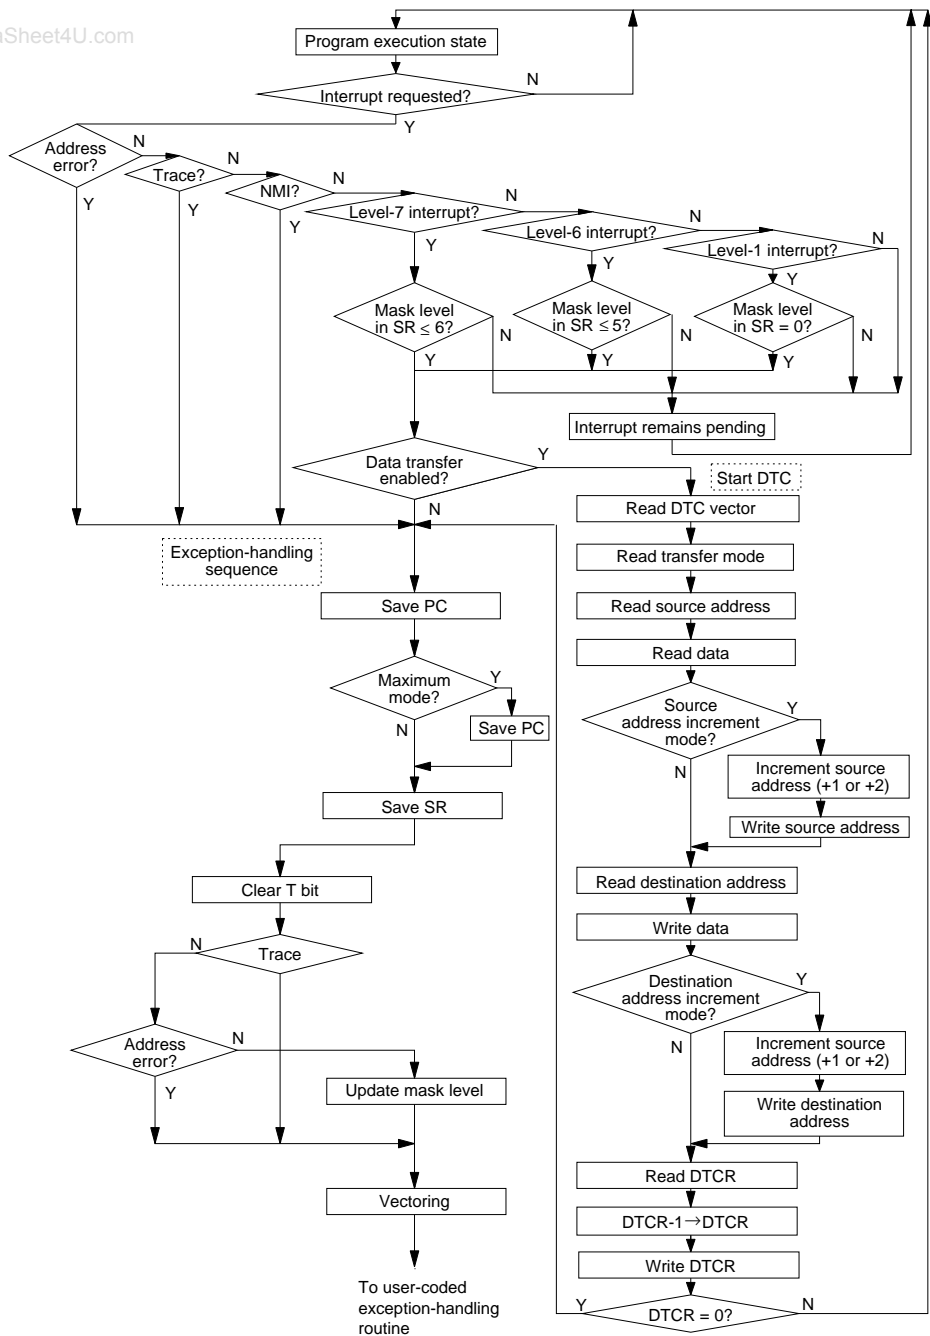 aSheet4U.com
Program execution state
Interrupt requested?
N
Y
Address
error?
N
Y
Trace?
N
Y
NMI?
N
Y
Level-7 interrupt?
N
Y
Level-6 interrupt?
N
Y
Level-1 interrupt?
N
Y
Mask level
in SR ≤ 6?
N
Y
Mask level
in SR ≤ 5?
N
Y
Mask level
in SR = 0?
N
Y
Interrupt remains pending
Data transfer
enabled?
Y
N
Start DTC
Read DTC vector
Exception-handling
sequence
Read transfer mode
Save PC
Read source address
Read data
Maximum
mode?
Y
N
Save PC
Source
address increment
mode?
Y
N
Increment source
address (+1 or +2)
Write source address
Save SR
Clear T bit
Read destination address
Write data
Trace
N
Destination
address increment
mode?
Y
N
Address
error?
N
Y
Increment source
address (+1 or +2)
Write destination
address
Update mask level
Read DTCR
Vectoring
DTCR-1→DTCR
Write DTCR
To user-coded
exception-handling
routine
Y
DTCR = 0?
N